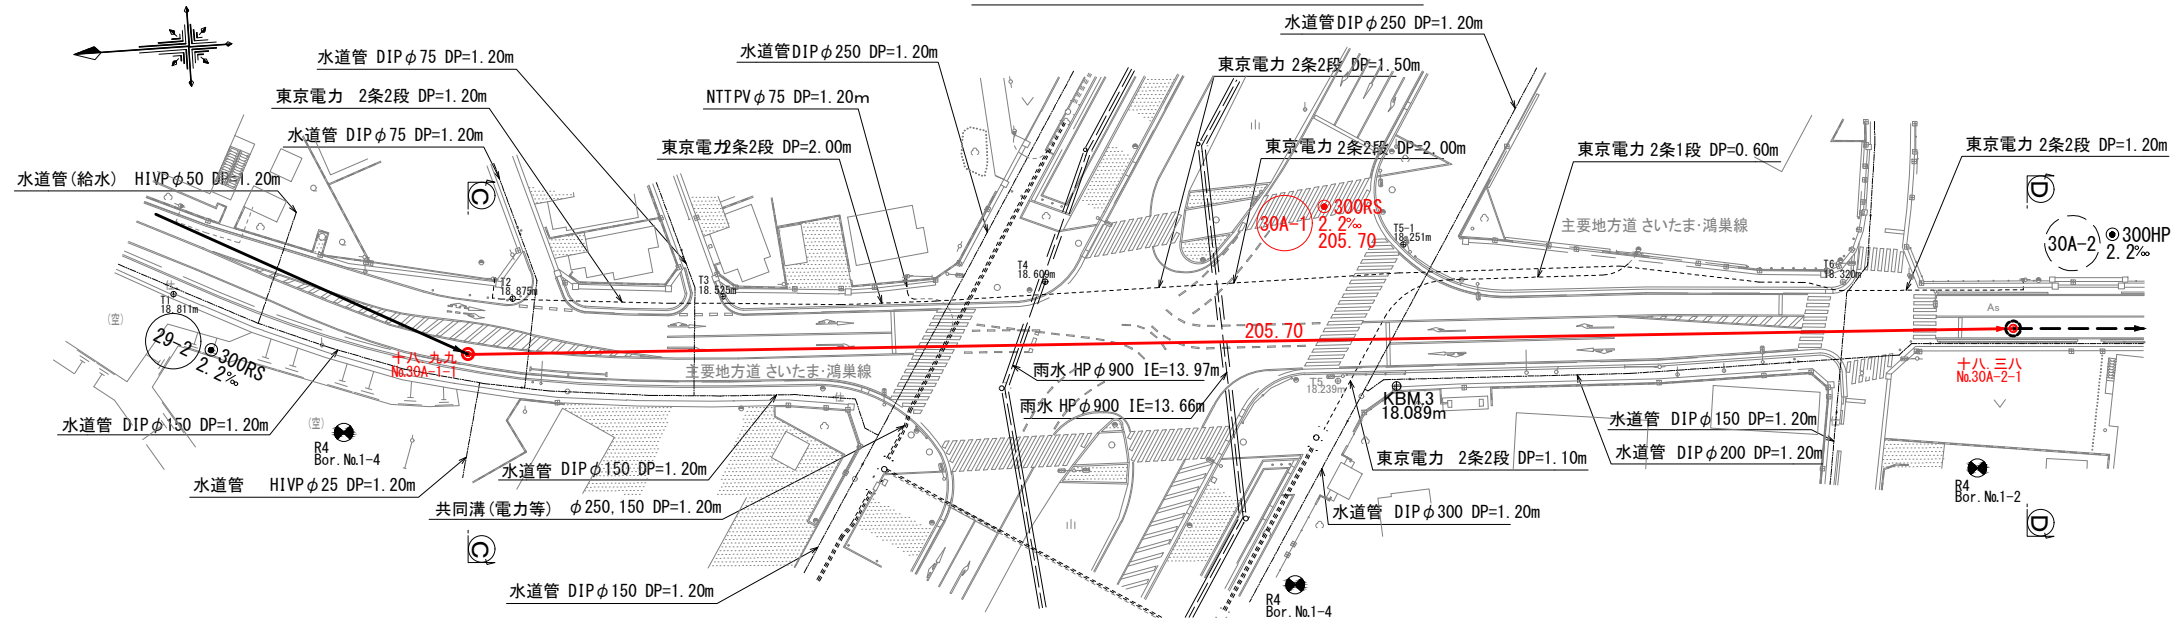 水道管DIPφ250 DP=1.20m
水道管 DIPφ75 DP=1.20m
水道管DIPφ250 DP=1.20m
東京電力 2条2段 DP=1.50m
東京電力 2条2段 DP=1.20m
NTTPVφ75 DP=1.20m
水道管 DIPφ75 DP=1.20m
東京電力2条2段 DP=2.00m
東京電力 2条2段 DP=2.00m
東京電力 2条1段 DP=0.60m
東京電力 2条2段 DP=1.20m
水道管(給水) HIVPφ50 DP=1.20m
C
D
30A-1
300RS
2.2‰
205.70
主要地方道 さいたま・鴻巣線
30A-2
300HP
2.2‰
T5-1
18.251m
T4
18.609m
T6
18.320m
T2
18.875m
T3
18.525m
T1
18.811m
As
(空)
29-2
300RS
2.2‰
205.70
十八.九九
No.30A-1-1
主要地方道 さいたま・鴻巣線
雨水 HPφ900 IE=13.97m
T5
18.239m
十八.三八
No.30A-2-1
雨水 HPφ900 IE=13.66m
KBM.3
18.089m
水道管 DIPφ150 DP=1.20m
(空)
水道管 DIPφ150 DP=1.20m
R4
Bor.No.1-4
水道管 DIPφ150 DP=1.20m
東京電力 2条2段 DP=1.10m
水道管 DIPφ200 DP=1.20m
水道管 HIVPφ25 DP=1.20m
R4
Bor.No.1-2
共同溝(電力等) φ250,150 DP=1.20m
水道管 DIPφ300 DP=1.20m
C
D
水道管 DIPφ150 DP=1.20m
R4
Bor.No.1-4